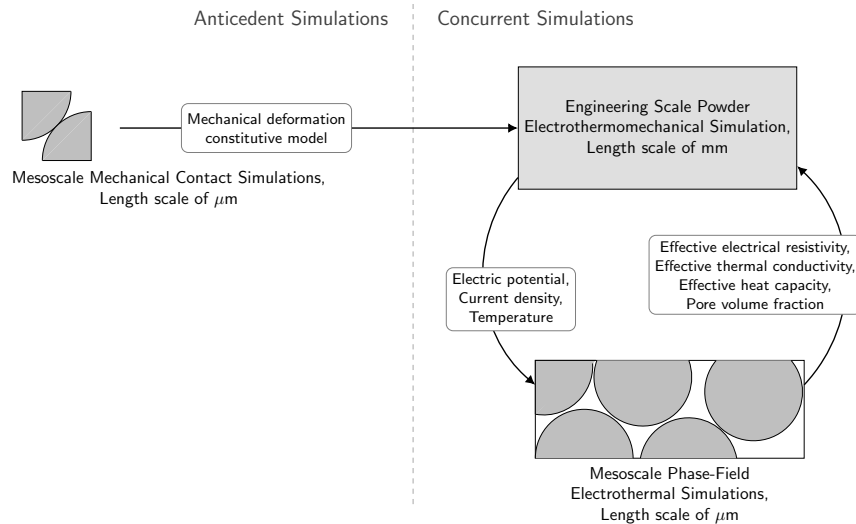 Anticedent Simulations
Concurrent Simulations
Mechanical deformation
constitutive model
Mesoscale Mechanical Contact Simulations,
Length scale of μm
Engineering Scale Powder
Electrothermomechanical Simulation,
Length scale of mm
Electric potential,
Current density,
Temperature
Effective electrical resistivity,
Effective thermal conductivity,
Effective heat capacity,
Pore volume fraction
Mesoscale Phase-Field
Electrothermal Simulations,
Length scale of μm